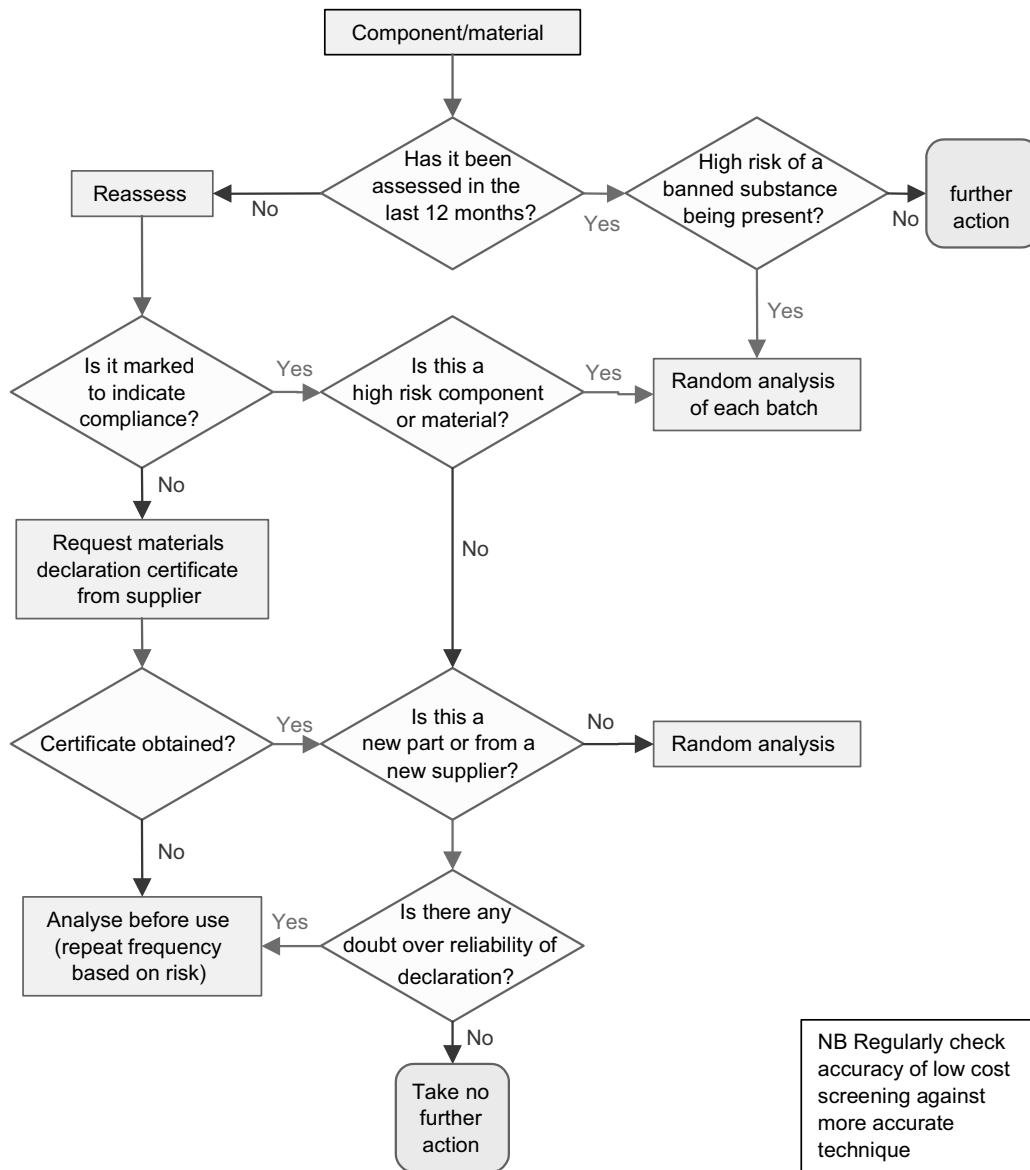 Component/material
Has it been
assessed in the
last 12 months?
High risk of a
banned substance
being present?
further
action
Reassess
No
Yes
No
Yes
Is it marked
to indicate
compliance?
Yes
Is this a
high risk component
or material?
Yes
Random analysis
of each batch
No
Request materials
declaration certificate
from supplier
No
Certificate obtained?
Yes
Is this a
new part or from a
new supplier?
No
Random analysis
No
Analyse before use
(repeat frequency
based on risk)
Yes
Is there any
doubt over reliability of
declaration?
No
Take no
further
action
NB Regularly check
accuracy of low cost
screening against
more accurate
technique